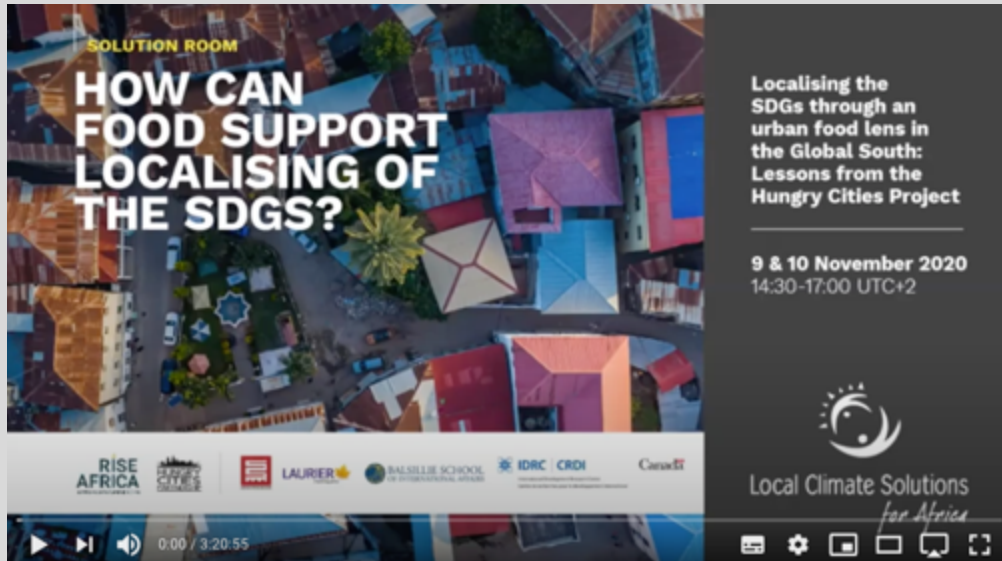 SOLUTION ROOM
HOW CAN
FOOD SUPPORT
LOCALISING OF
THE SDGS?
Localising the
SDGs through an
urban food lens in
the Global South:
Lessons from the
Hungry Cities Project
9 & 10 November 2020
14:30-17:00 UTC+2
RISE
AFRICA
HUNGRY
CITIES
LAURIER
BALSILLIE SCHOOL
OF INTERNATIONAL AFFAIRS
IDRC | CRDI
Canada
Local Climate Solutions
for Africa
0:00 / 3:20:55